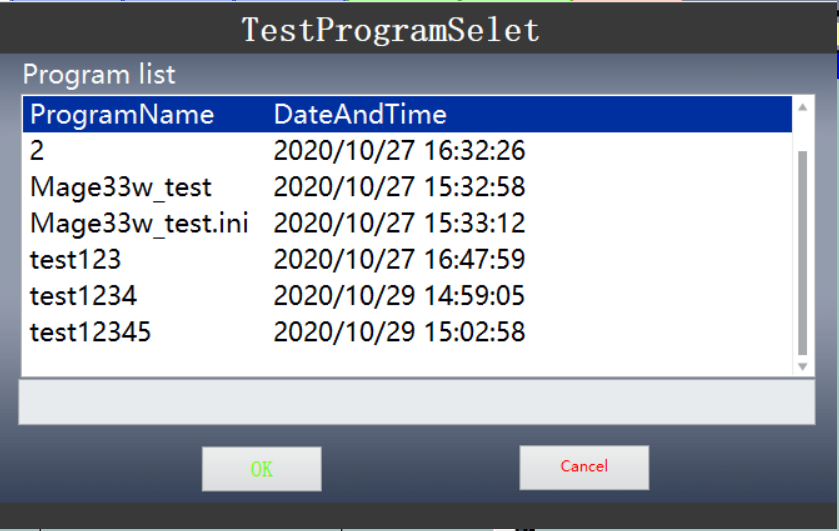 TestProgramSelet
Program list
ProgramName DateAndTime
2 2020/10/27 16:32:26
Mage33w_test 2020/10/27 15:32:58
Mage33w_test.ini 2020/10/27 15:33:12
test123 2020/10/27 16:47:59
test1234 2020/10/29 14:59:05
test12345 2020/10/29 15:02:58
OK Cancel